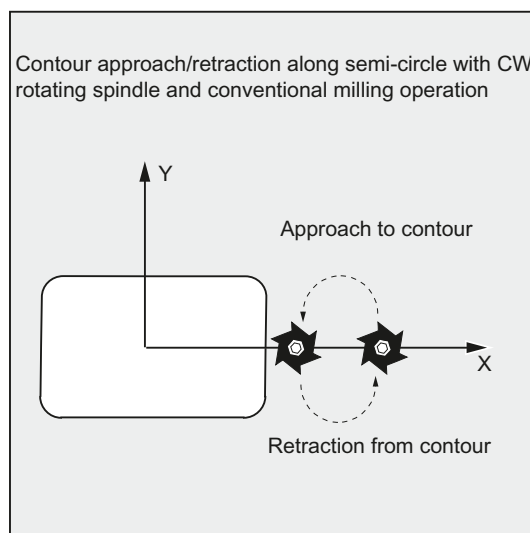 Contour approach/retraction along semi-circle with CW
rotating spindle and conventional milling operation
Y
Approach to contour
X
Retraction from contour